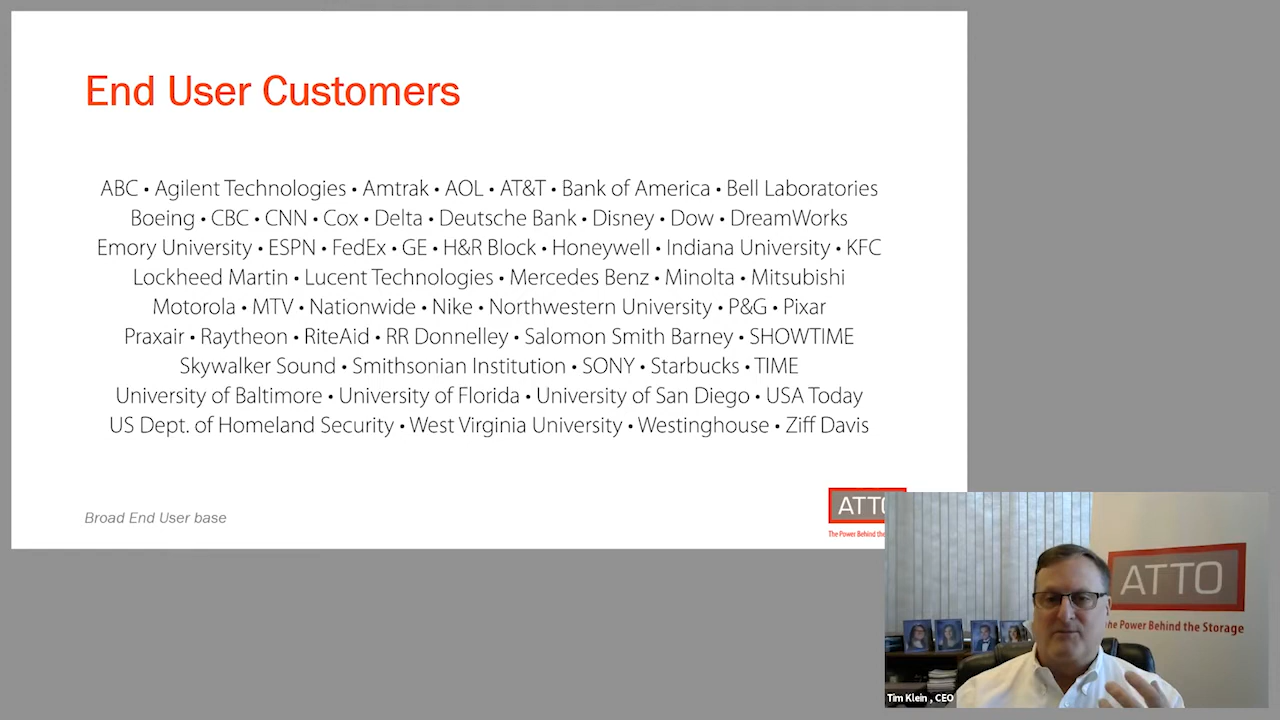 End User Customers
ABC • Agilent Technologies • Amtrak • AOL • AT&T • Bank of America • Bell Laboratories
Boeing • CBC • CNN • Cox • Delta • Deutsche Bank • Disney • Dow • DreamWorks
Emory University • ESPN • FedEx • GE • H&R Block • Honeywell • Indiana University • KFC
Lockheed Martin • Lucent Technologies • Mercedes Benz • Minolta • Mitsubishi
Motorola • MTV • Nationwide • Nike • Northwestern University • P&G • Pixar
Praxair • Raytheon • RiteAid • RR Donnelley • Salomon Smith Barney • SHOWTIME
Skywalker Sound • Smithsonian Institution • SONY • Starbucks • TIME
University of Baltimore • University of Florida • University of San Diego • USA Today
US Dept. of Homeland Security • West Virginia University • Westinghouse • Ziff Davis
Broad End User base
ATT
The Power Behind the
ATTO
he Power Behind the Storage
Tim Klein , CEO